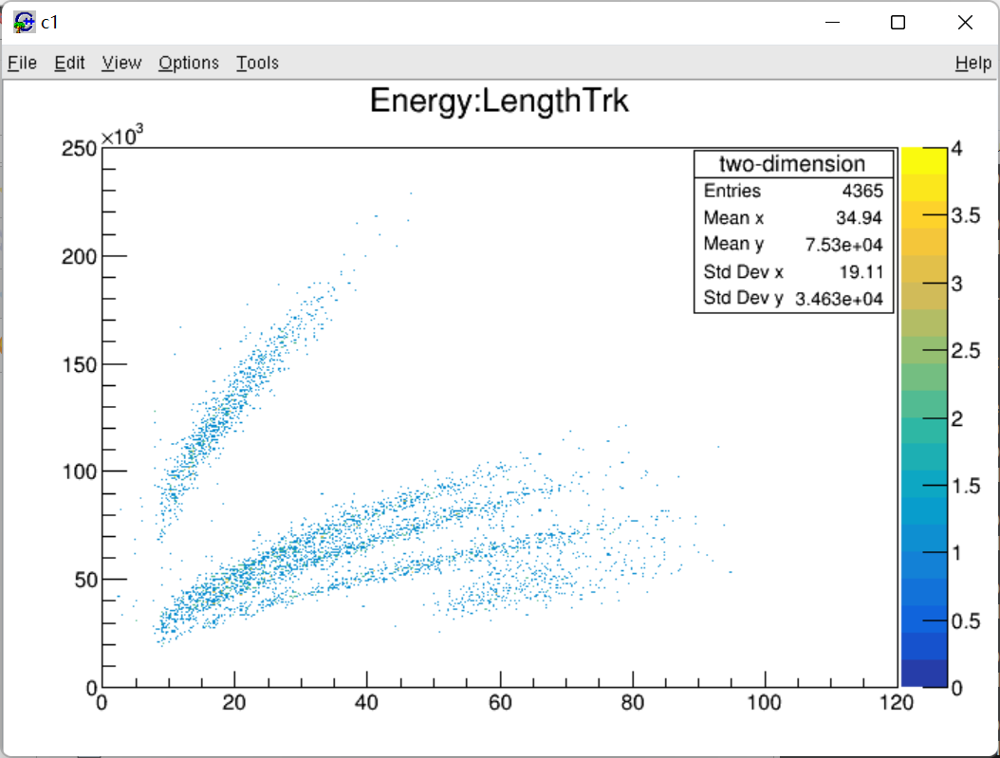 c1
File Edit View Options Tools Help
Energy:LengthTrk
×10³
250
200
150
100
50
0
0 20 40 60 80 100 120
two-dimension
Entries 4365
Mean x 34.94
Mean y 7.53e+04
Std Dev x 19.11
Std Dev y 3.463e+04
4
3.5
3
2.5
2
1.5
1
0.5
0